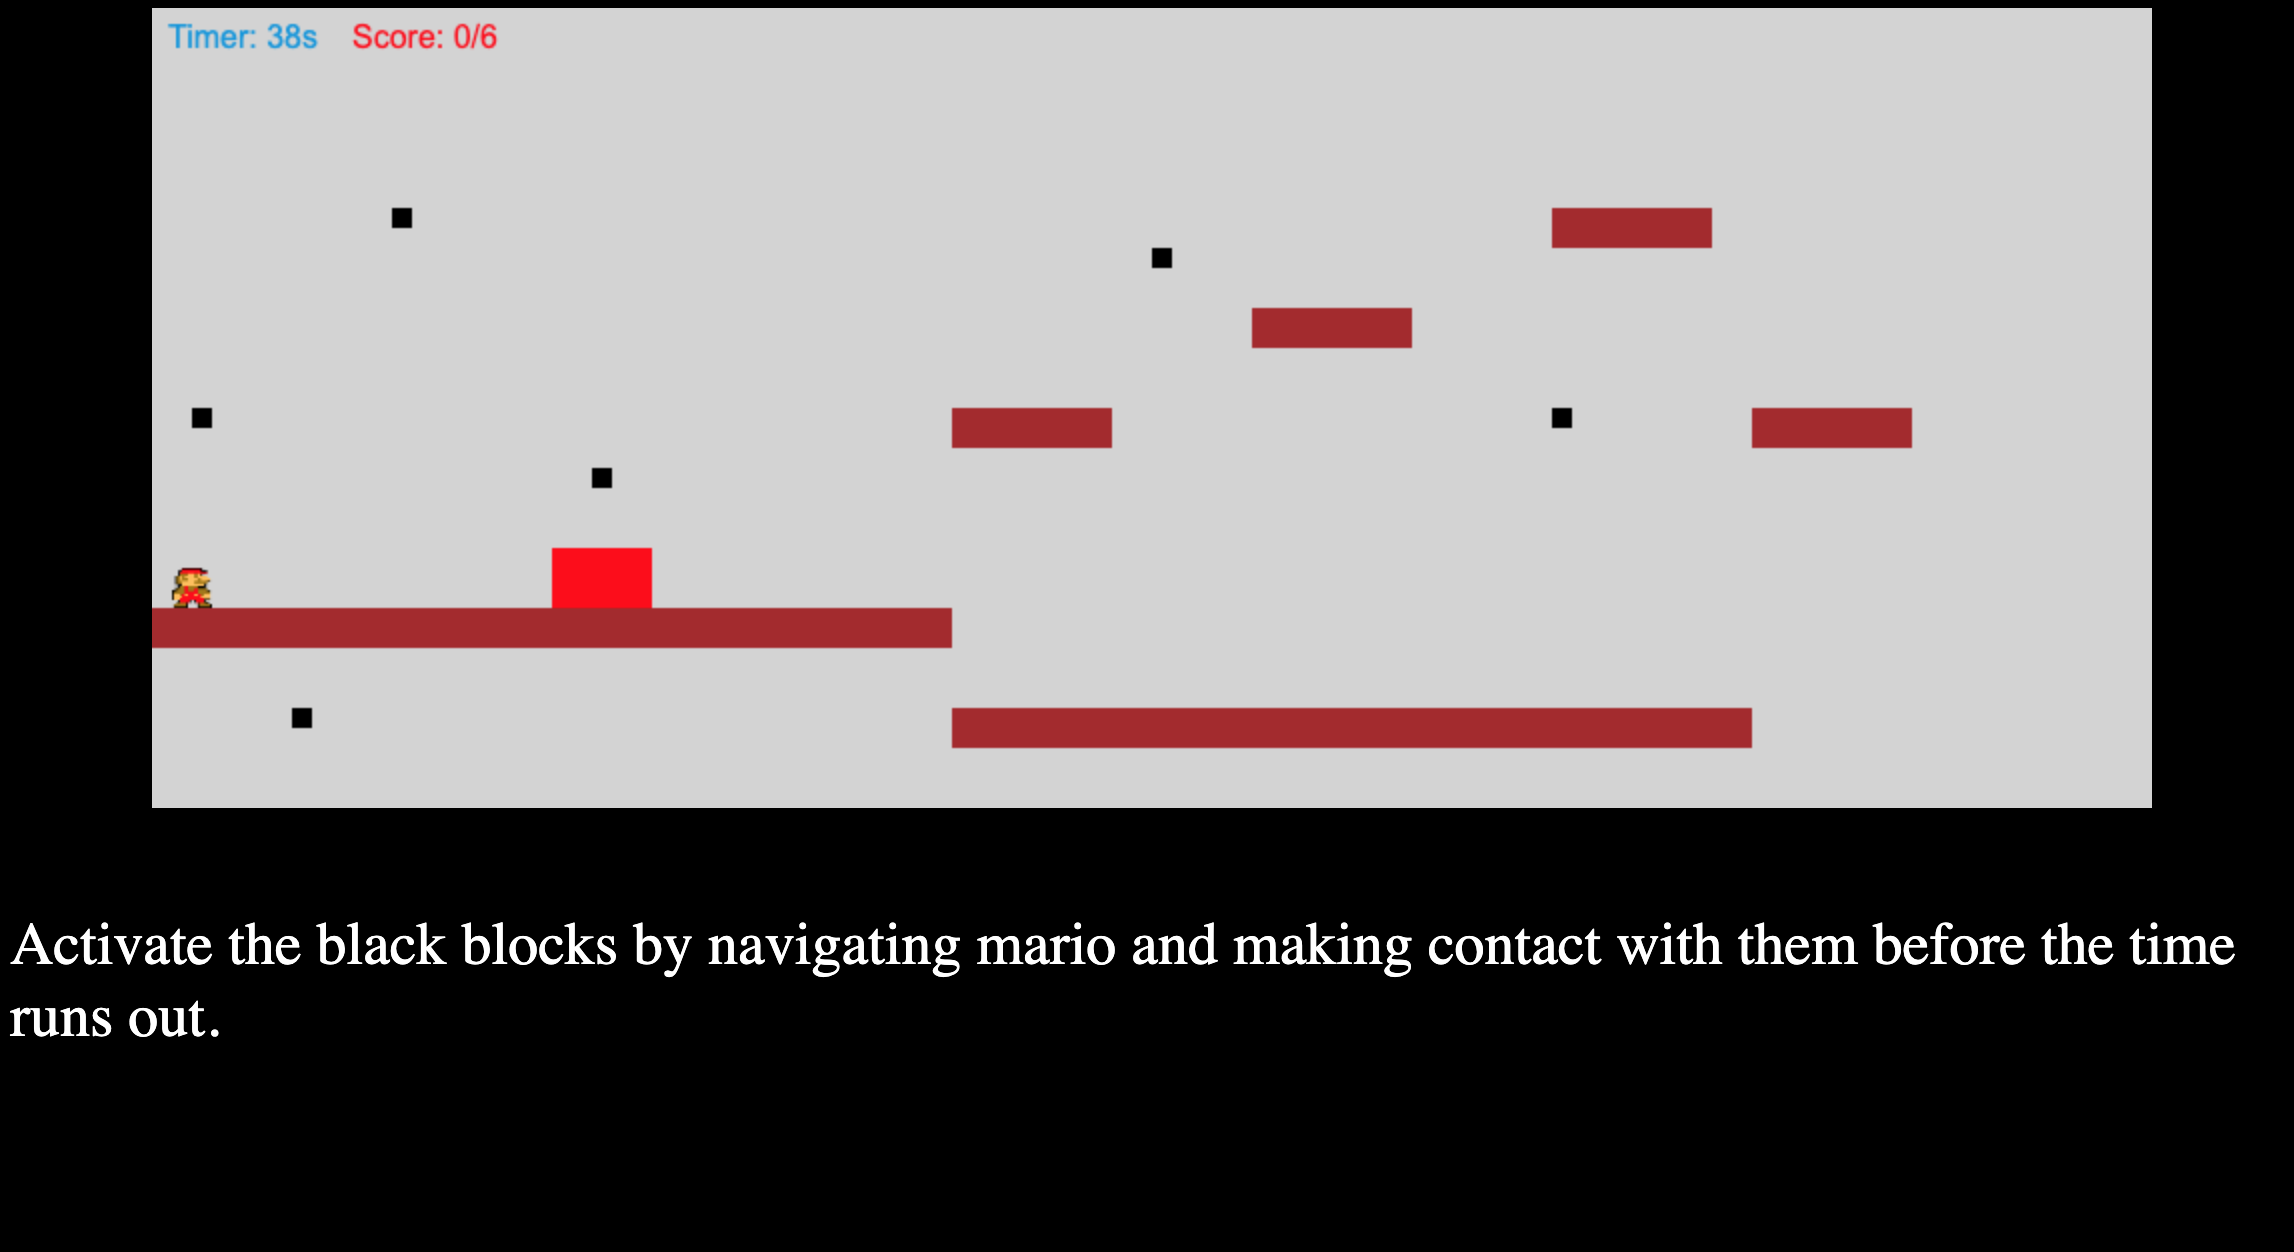 Timer: 38s Score: 0/6
Activate the black blocks by navigating mario and making contact with them before the time
runs out.